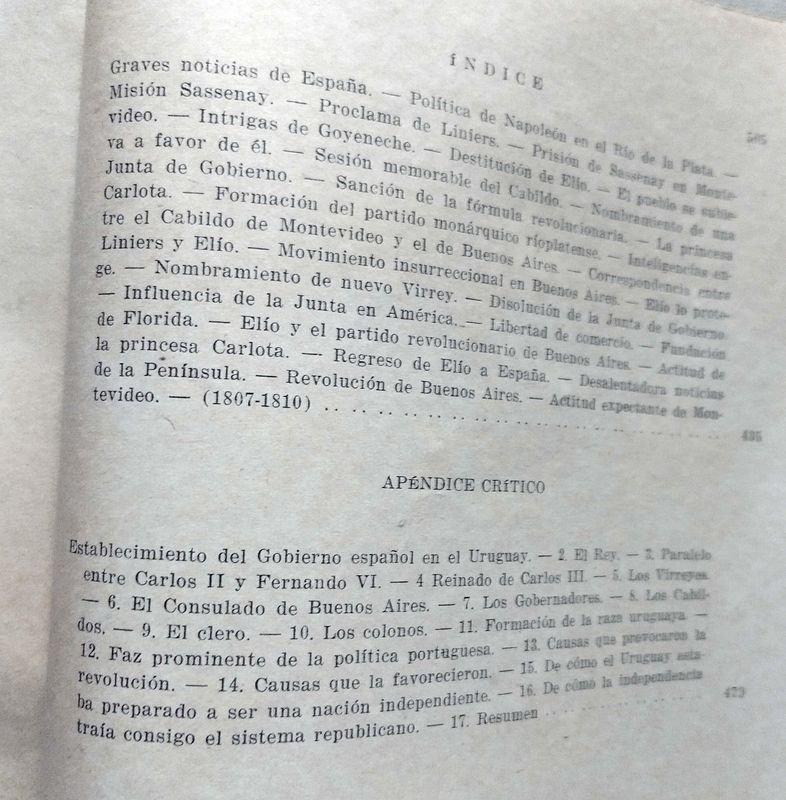 ÍNDICE
505
Graves noticias de España. — Política de Napoleón en el Río de la Plata. —
Misión Sassenay. — Proclama de Liniers. — Prisión de Sassenay en Monte-
video. — Intrigas de Goyeneche. — Destitución de Elío. — El pueblo se suble-
va a favor de él. — Sesión memorable del Cabildo. — Nombramiento de una
Junta de Gobierno. — Sanción de la fórmula revolucionaria. — La princesa
Carlota. — Formación del partido monárquico ríoplatense. — Inteligencias en-
tre el Cabildo de Montevideo y el de Buenos Aires. — Correspondencia entre
Liniers y Elío. — Movimiento insurreccional en Buenos Aires. — Elío lo prote-
ge. — Nombramiento de nuevo Virrey. — Disolución de la Junta de Gobierno.
— Influencia de la Junta en América. — Libertad de comercio. — Fundación
de Florida. — Elío y el partido revolucionario de Buenos Aires. — Actitud de
la princesa Carlota. — Regreso de Elío a España. — Desalentadora noticias
de la Península. — Revolución de Buenos Aires. — Actitud expectante de Mon-
tevideo. — (1807-1810) .. .. .. .. .. .. .. .. .. .. .. .. .. .. .. .. 435
APÉNDICE CRÍTICO
Establecimiento del Gobierno español en el Uruguay. — 2. El Rey. — 3. Paralelo
entre Carlos II y Fernando VI. — 4 Reinado de Carlos III. — 5. Los Virreyes.
— 6. El Consulado de Buenos Aires. — 7. Los Gobernadores. — 8. Los Cabil-
dos. — 9. El clero. — 10. Los colonos. — 11. Formación de la raza uruguaya. —
12. Faz prominente de la política portuguesa. — 13. Causas que provocaron la
revolución. — 14. Causas que la favorecieron. — 15. De cómo el Uruguay esta-
ba preparado a ser una nación independiente. — 16. De cómo la independencia
traía consigo el sistema republicano. — 17. Resumen .. .. .. .. .. .. .. 473